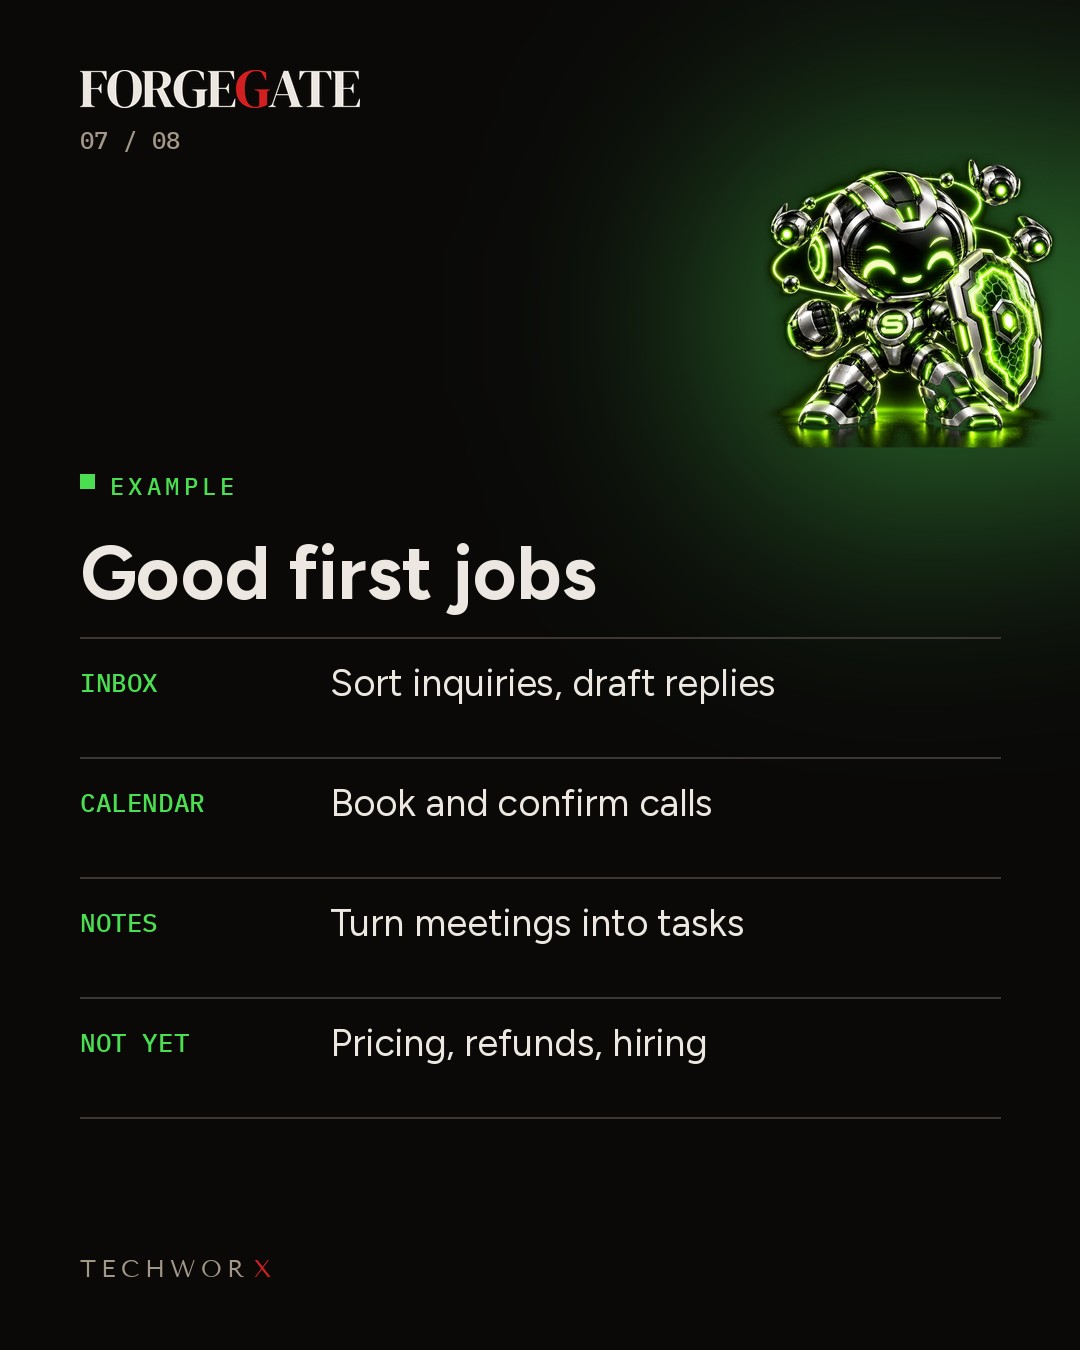 FORGEGATE
07 / 08
S
EXAMPLE
Good first jobs
INBOX Sort inquiries, draft replies
CALENDAR Book and confirm calls
NOTES Turn meetings into tasks
NOT YET Pricing, refunds, hiring
TECHWORX